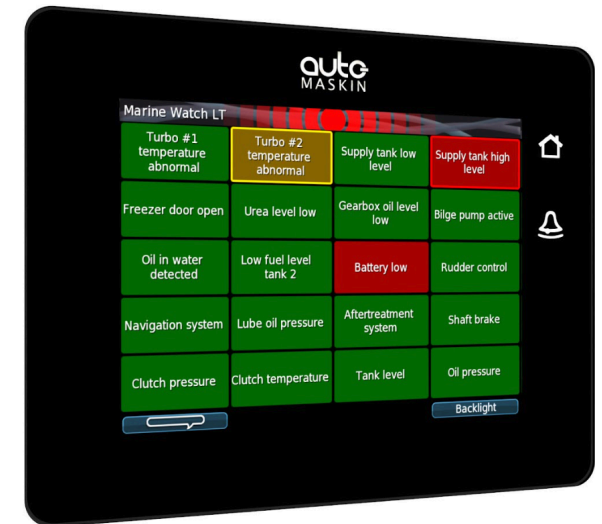 auto
MASKIN
Marine Watch LT
Turbo #1
temperature
abnormal
Turbo #2
temperature
abnormal
Supply tank low
level
Supply tank high
level
Freezer door open
Urea level low
Gearbox oil level
low
Bilge pump active
Oil in water
detected
Low fuel level
tank 2
Battery low
Rudder control
Navigation system
Lube oil pressure
Aftertreatment
system
Shaft brake
Clutch pressure
Clutch temperature
Tank level
Oil pressure
Backlight